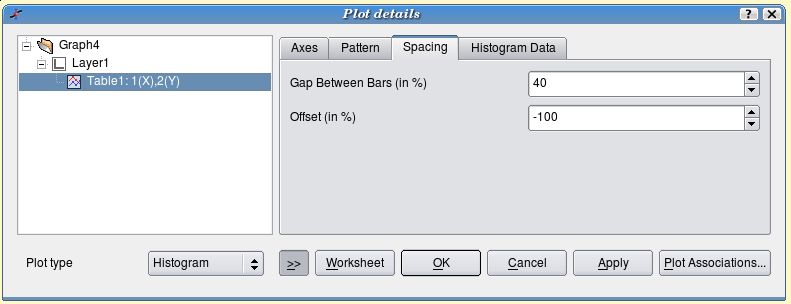 Plot details
Graph4
Layer1
Table1: 1(X),2(Y)
Axes Pattern Spacing Histogram Data
Gap Between Bars (in %) 40
Offset (in %) -100
Plot type Histogram >> Worksheet OK Cancel Apply Plot Associations...